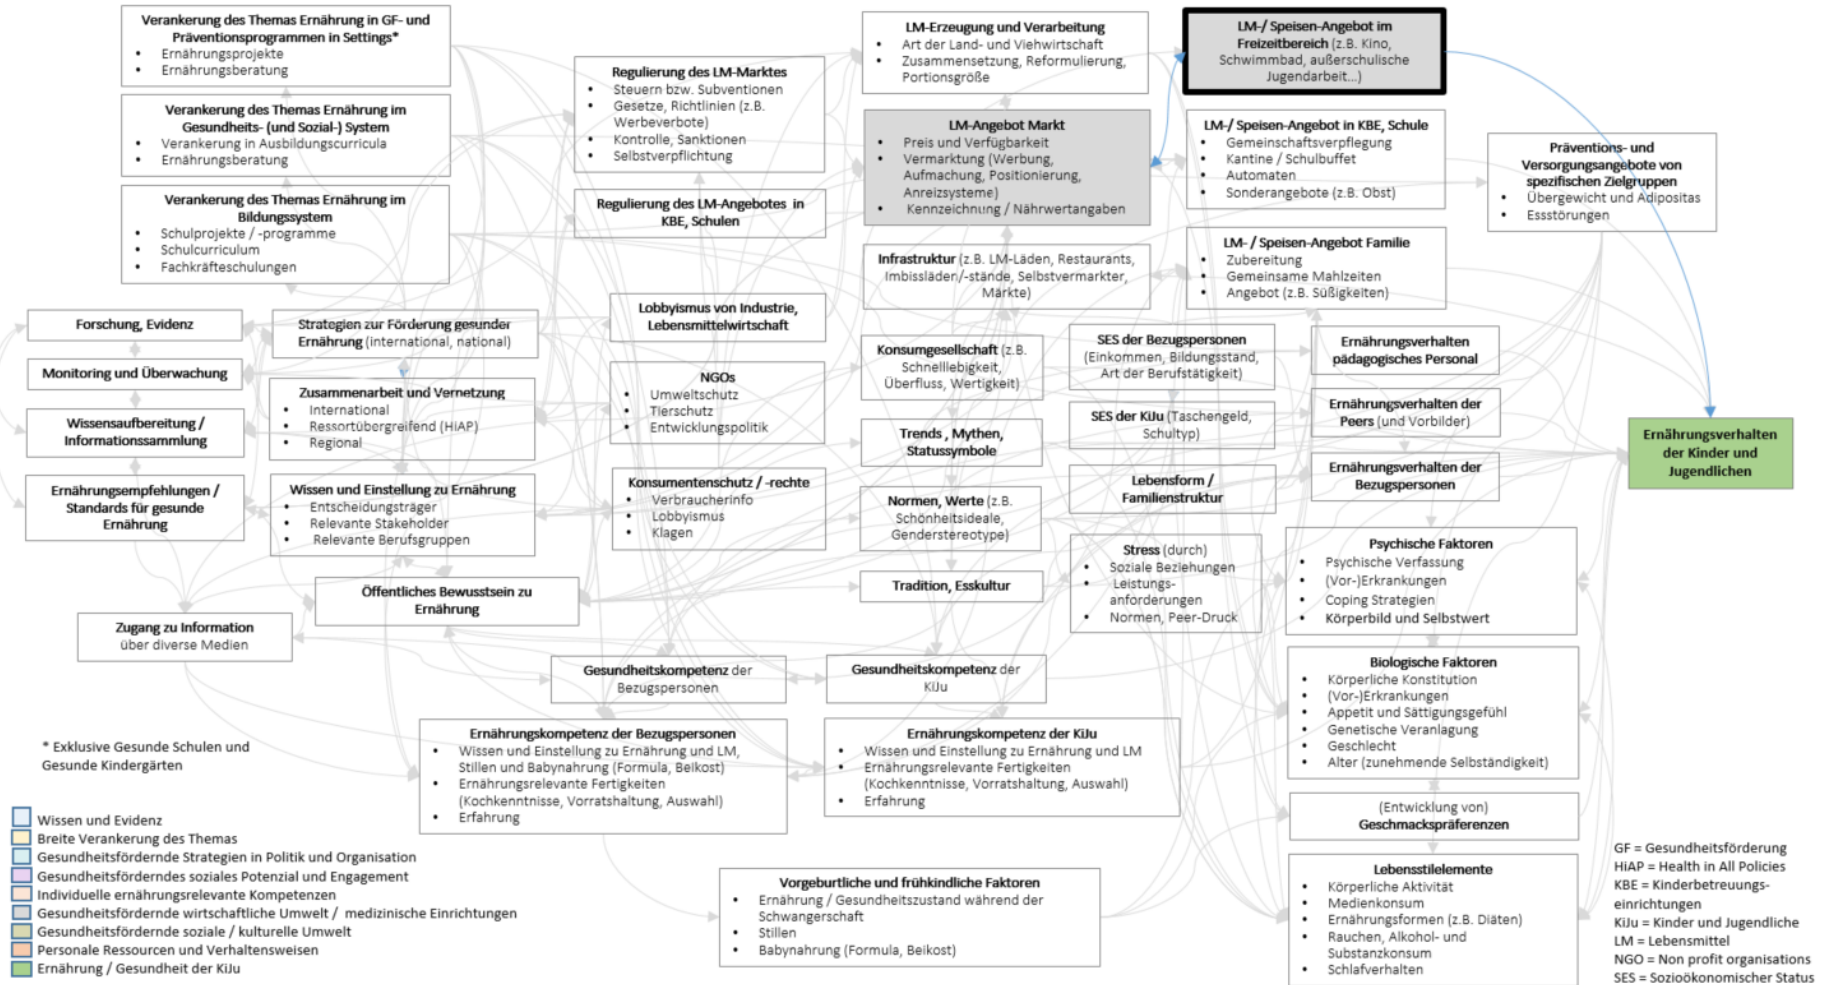 Verankerung des Themas Ernährung in GF- und
Präventionsprogrammen in Settings*
• Ernährungsprojekte
• Ernährungsberatung
Verankerung des Themas Ernährung im
Gesundheits- (und Sozial-) System
• Verankerung in Ausbildungscurricula
• Ernährungsberatung
Verankerung des Themas Ernährung im
Bildungssystem
• Schulprojekte / -programme
• Schulcurriculum
• Fachkräfteschulungen
Forschung, Evidenz
Monitoring und Überwachung
Wissensaufbereitung /
Informationssammlung
Ernährungsempfehlungen /
Standards für gesunde
Ernährung
Zugang zu Information
über diverse Medien
Strategien zur Förderung gesunder
Ernährung (international, national)
Zusammenarbeit und Vernetzung
• International
• Ressortübergreifend (HiAP)
• Regional
Wissen und Einstellung zu Ernährung
• Entscheidungsträger
• Relevante Stakeholder
• Relevante Berufsgruppen
Öffentliches Bewusstsein zu
Ernährung
Regulierung des LM-Marktes
• Steuern bzw. Subventionen
• Gesetze, Richtlinien (z.B.
Werbeverbote)
• Kontrolle, Sanktionen
• Selbstverpflichtung
Regulierung des LM-Angebotes in
KBE, Schulen
Lobbyismus von Industrie,
Lebensmittelwirtschaft
NGOs
• Umweltschutz
• Tierschutz
• Entwicklungspolitik
Konsumentenschutz / -rechte
• Verbraucherinfo
• Lobbyismus
• Klagen
Gesundheitskompetenz der
Bezugspersonen
Ernährungskompetenz der Bezugspersonen
• Wissen und Einstellung zu Ernährung und LM,
Stillen und Babynahrung (Formula, Beikost)
• Ernährungsrelevante Fertigkeiten
(Kochkenntnisse, Vorratshaltung, Auswahl)
• Erfahrung
LM-Erzeugung und Verarbeitung
• Art der Land- und Viehwirtschaft
• Zusammensetzung, Reformulierung,
Portionsgröße
LM-Angebot Markt
• Preis und Verfügbarkeit
• Vermarktung (Werbung,
Aufmachung, Positionierung,
Anreizsysteme)
• Kennzeichnung / Nährwertangaben
Infrastruktur (z.B. LM-Läden, Restaurants,
Imbissläden/-stände, Selbstvermarkter,
Märkte)
Konsumgesellschaft (z.B.
Schnelllebigkeit,
Überfluss, Wertigkeit)
Trends , Mythen,
Statussymbole
Normen, Werte (z.B.
Schönheitsideale,
Genderstereotype)
Tradition, Esskultur
Gesundheitskompetenz der
KiJu
Ernährungskompetenz der KiJu
• Wissen und Einstellung zu Ernährung und LM
• Ernährungsrelevante Fertigkeiten
(Kochkenntnisse, Vorratshaltung, Auswahl)
• Erfahrung
Vorgeburtliche und frühkindliche Faktoren
• Ernährung / Gesundheitszustand während der
Schwangerschaft
• Stillen
• Babynahrung (Formula, Beikost)
LM-/ Speisen-Angebot im
Freizeitbereich (z.B. Kino,
Schwimmbad, außerschulische
Jugendarbeit...)
LM-/ Speisen-Angebot in KBE, Schule
• Gemeinschaftsverpflegung
• Kantine / Schulbuffet
• Automaten
• Sonderangebote (z.B. Obst)
LM- / Speisen-Angebot Familie
• Zubereitung
• Gemeinsame Mahlzeiten
• Angebot (z.B. Süßigkeiten)
SES der Bezugspersonen
(Einkommen, Bildungsstand,
Art der Berufstätigkeit)
SES der KiJu (Taschengeld,
Schultyp)
Lebensform /
Familienstruktur
Stress (durch)
• Soziale Beziehungen
• Leistungs-
anforderungen
• Normen, Peer-Druck
Präventions- und
Versorgungsangebote von
spezifischen Zielgruppen
• Übergewicht und Adipositas
• Essstörungen
Ernährungsverhalten
pädagogisches Personal
Ernährungsverhalten der
Peers (und Vorbilder)
Ernährungsverhalten der
Bezugspersonen
Psychische Faktoren
• Psychische Verfassung
• (Vor-)Erkrankungen
• Coping Strategien
• Körperbild und Selbstwert
Biologische Faktoren
• Körperliche Konstitution
• (Vor-)Erkrankungen
• Appetit und Sättigungsgefühl
• Genetische Veranlagung
• Geschlecht
• Alter (zunehmende Selbständigkeit)
(Entwicklung von)
Geschmackspräferenzen
Lebensstilelemente
• Körperliche Aktivität
• Medienkonsum
• Ernährungsformen (z.B. Diäten)
• Rauchen, Alkohol- und
Substanzkonsum
• Schlafverhalten
Ernährungsverhalten
der Kinder und
Jugendlichen
* Exklusive Gesunde Schulen und
Gesunde Kindergärten
Wissen und Evidenz
Breite Verankerung des Themas
Gesundheitsfördernde Strategien in Politik und Organisation
Gesundheitsförderndes soziales Potenzial und Engagement
Individuelle ernährungsrelevante Kompetenzen
Gesundheitsfördernde wirtschaftliche Umwelt / medizinische Einrichtungen
Gesundheitsfördernde soziale / kulturelle Umwelt
Personale Ressourcen und Verhaltensweisen
Ernährung / Gesundheit der KiJu
GF = Gesundheitsförderung
HiAP = Health in All Policies
KBE = Kinderbetreuungs-
einrichtungen
KiJu = Kinder und Jugendliche
LM = Lebensmittel
NGO = Non profit organisations
SES = Sozioökonomischer Status